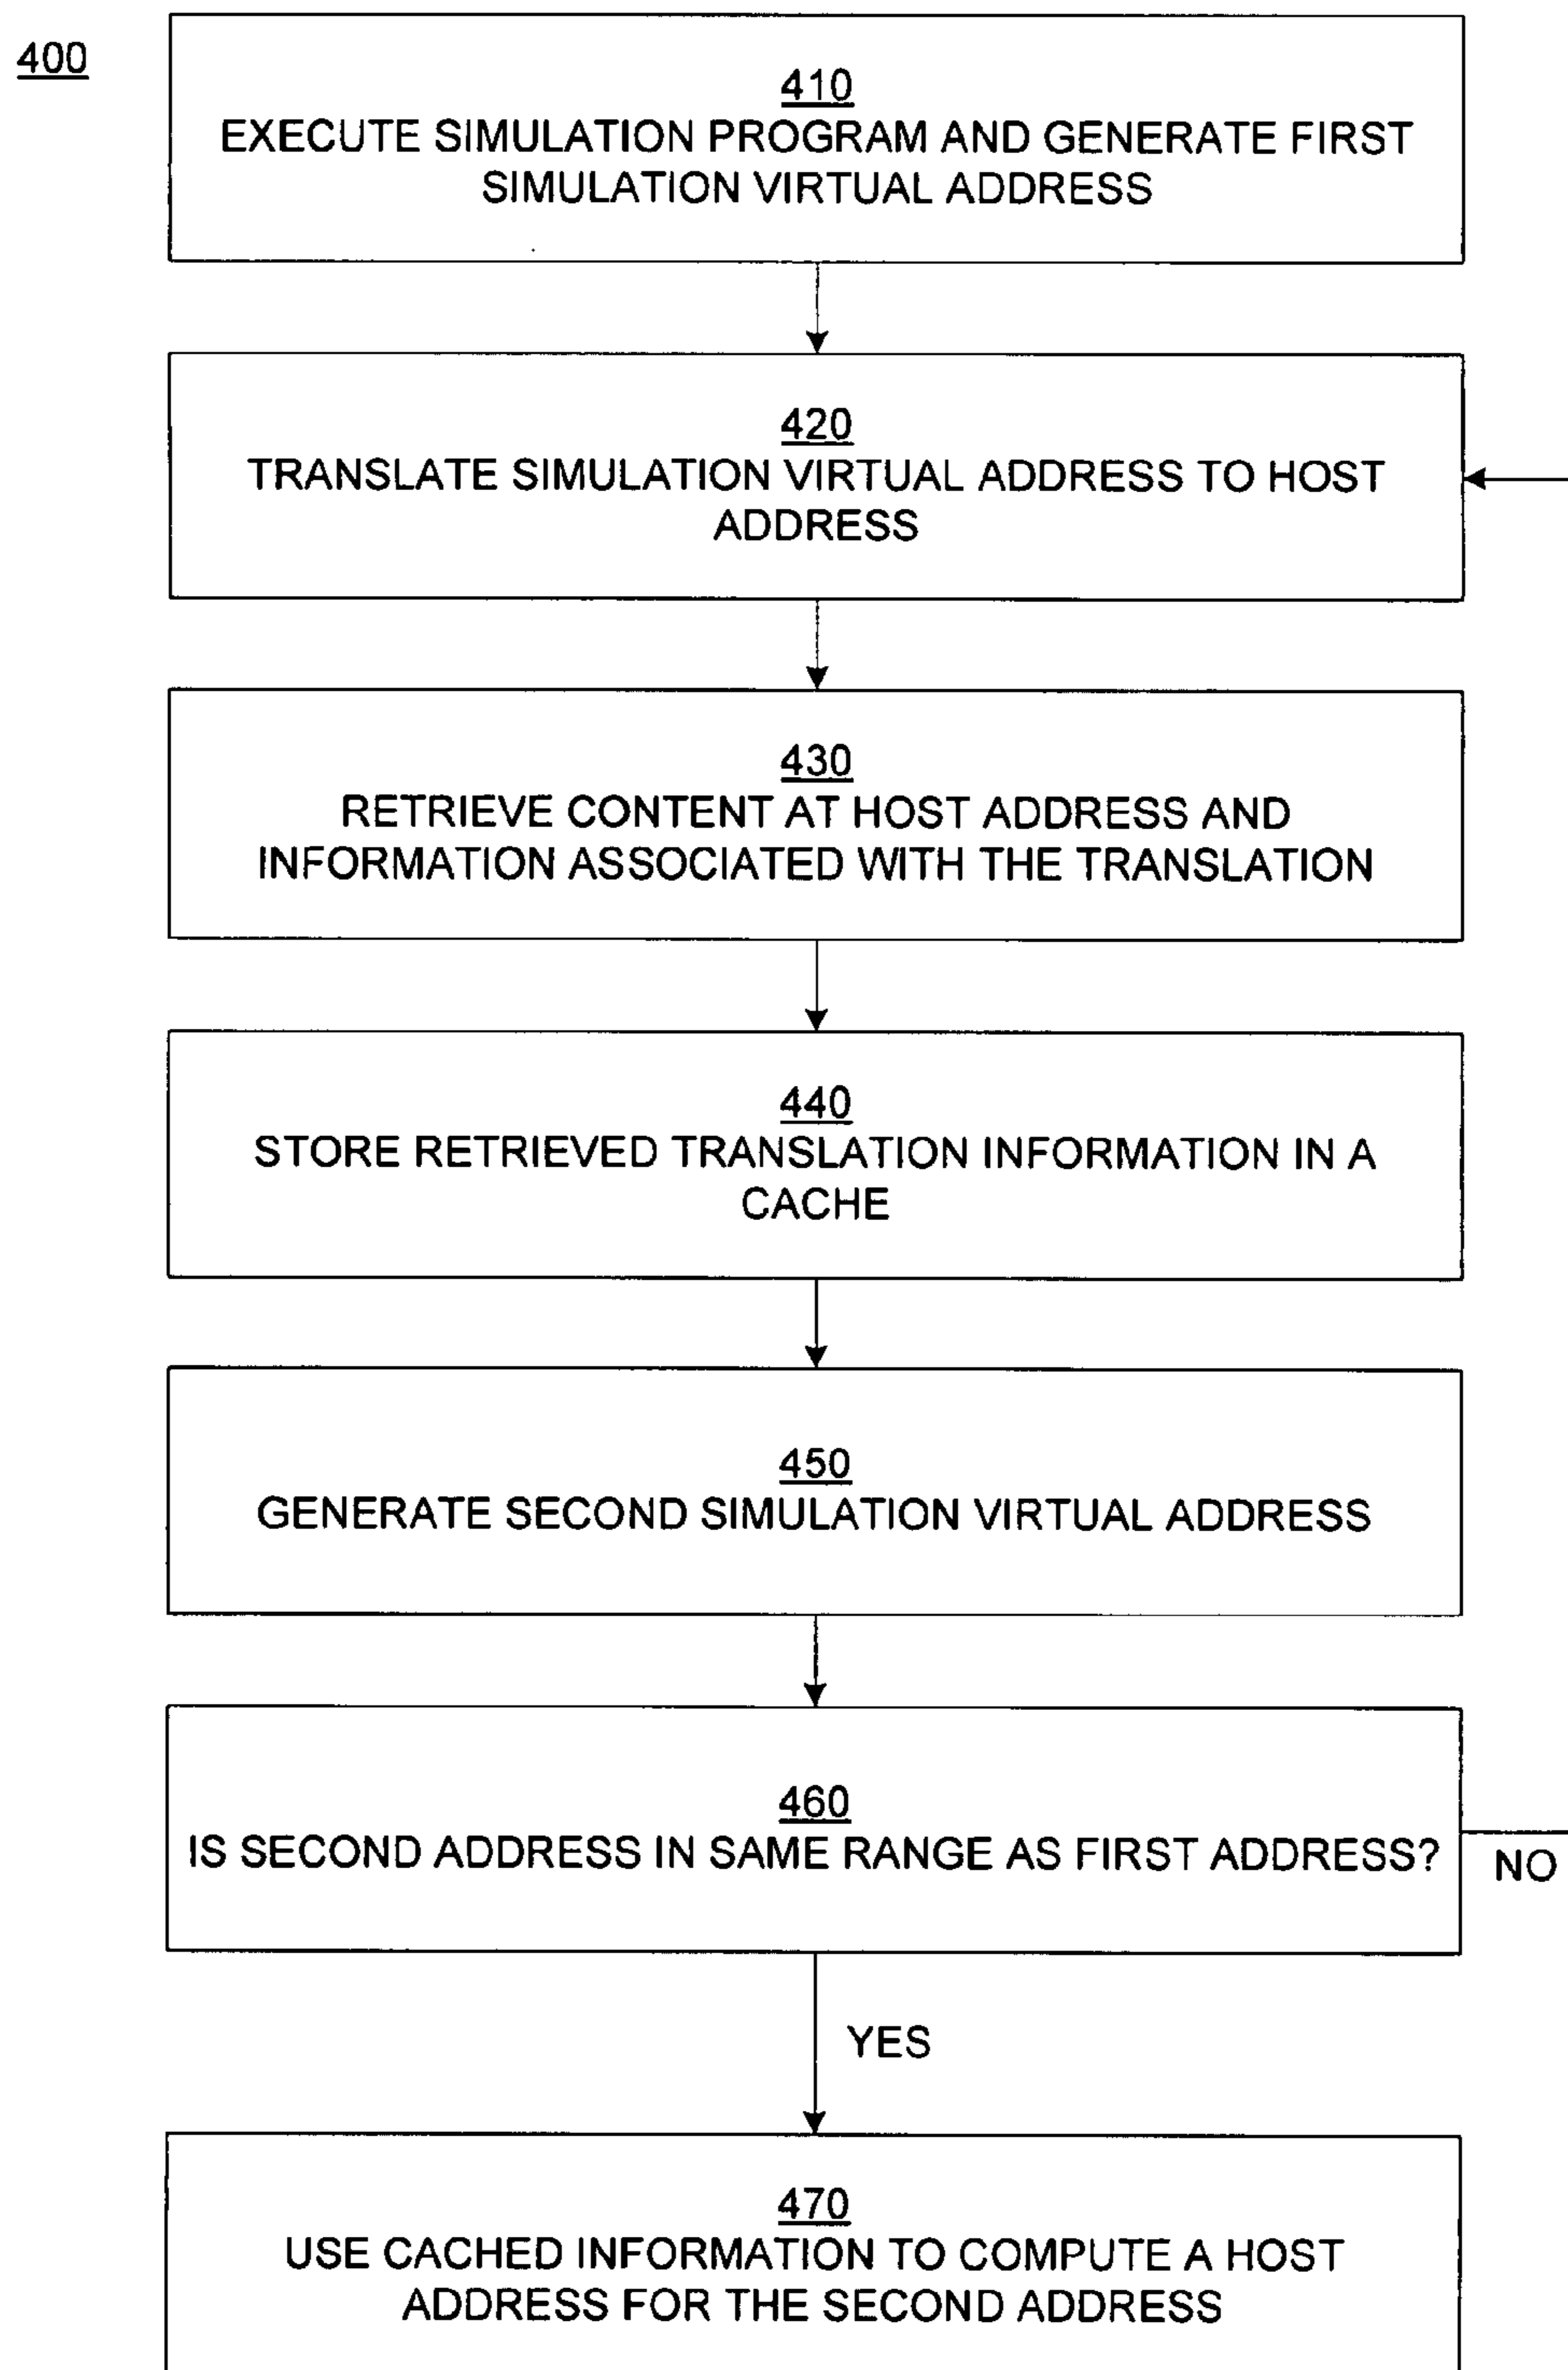 400
410
EXECUTE SIMULATION PROGRAM AND GENERATE FIRST
SIMULATION VIRTUAL ADDRESS
420
TRANSLATE SIMULATION VIRTUAL ADDRESS TO HOST
ADDRESS
430
RETRIEVE CONTENT AT HOST ADDRESS AND
INFORMATION ASSOCIATED WITH THE TRANSLATION
440
STORE RETRIEVED TRANSLATION INFORMATION IN A
CACHE
450
GENERATE SECOND SIMULATION VIRTUAL ADDRESS
460
IS SECOND ADDRESS IN SAME RANGE AS FIRST ADDRESS?
NO
YES
470
USE CACHED INFORMATION TO COMPUTE A HOST
ADDRESS FOR THE SECOND ADDRESS